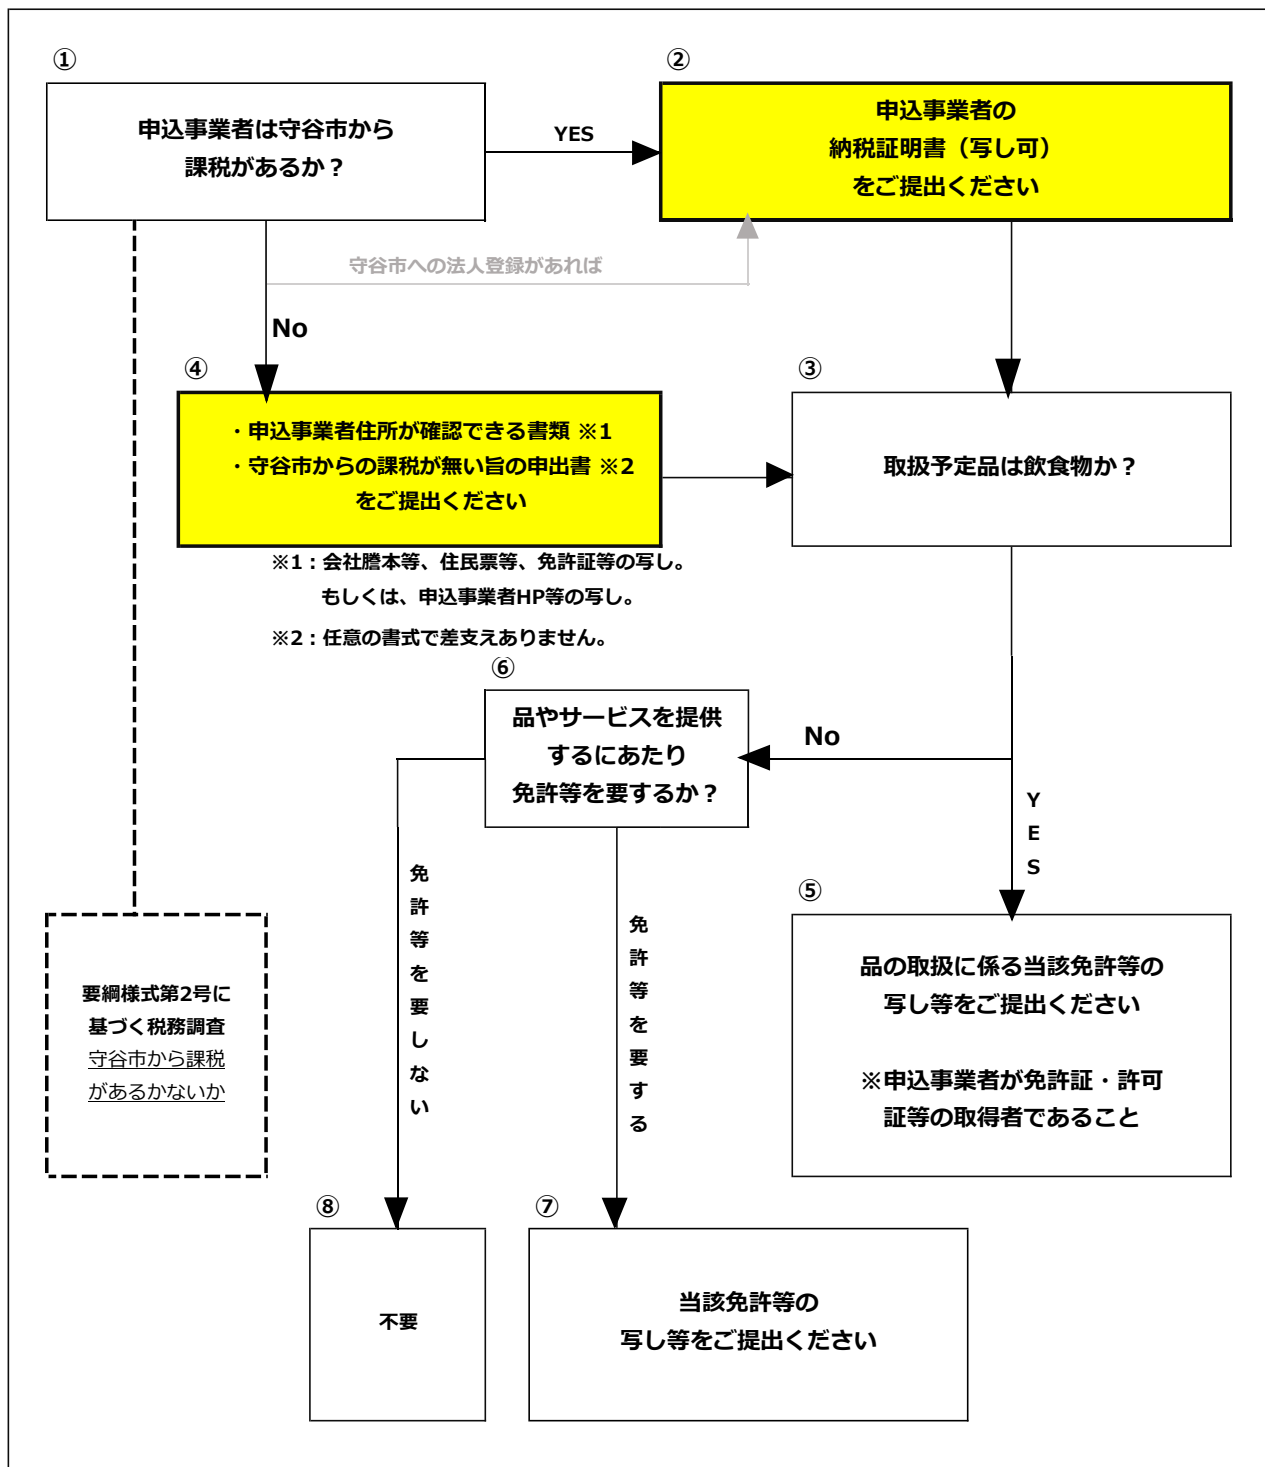 ①
申込事業者は守谷市から
課税があるか？
YES
②
申込事業者の
納税証明書（写し可）
をご提出ください
守谷市への法人登録があれば
No
④
・申込事業者住所が確認できる書類 ※1
・守谷市からの課税が無い旨の申出書 ※2
をご提出ください
③
取扱予定品は飲食物か？
※1：会社謄本等、住民票等、免許証等の写し。
もしくは、申込事業者HP等の写し。
※2：任意の書式で差支えありません。
⑥
品やサービスを提供
するにあたり
免許等を要するか？
No
YES
免許等を要しない
免許等を要する
⑤
品の取扱に係る当該免許等の
写し等をご提出ください
※申込事業者が免許証・許可
証等の取得者であること
要綱様式第2号に
基づく税務調査
守谷市から課税
があるかないか
⑧
不要
⑦
当該免許等の
写し等をご提出ください